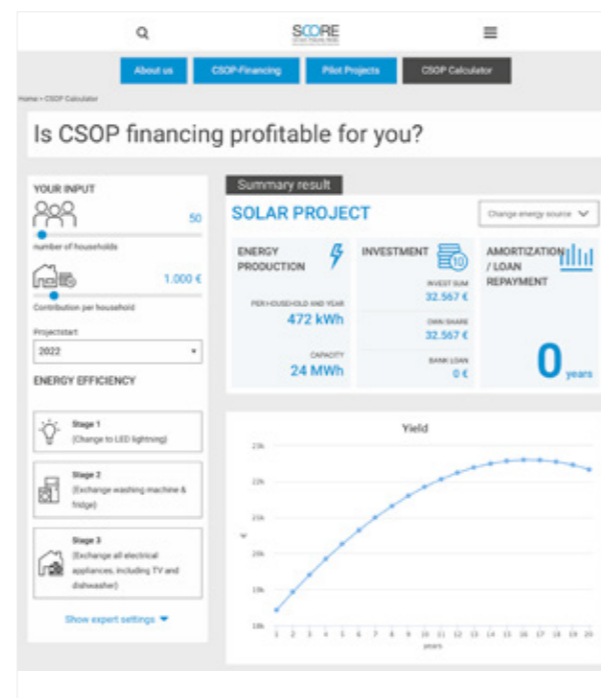 SCORE
About us
CSOP-Financing
Pilot Projects
CSOP Calculator
Home > CSOP Calculator
Is CSOP financing profitable for you?
YOUR INPUT
50
number of households
1.000 €
Contribution per household
Projectstart
2022
ENERGY EFFICIENCY
Stage 1
(Change to LED lightning)
Stage 2
(Exchange washing machine &
fridge)
Stage 3
(Exchange all electrical
appliances, including TV and
dishwasher)
Show expert settings
Summary result
SOLAR PROJECT
Change energy source
ENERGY
PRODUCTION
PER HOUSEHOLD AND YEAR
472 kWh
CAPACITY
24 MWh
INVESTMENT
10
INVEST SUM
32.567 €
OWN SHARE
32.567 €
BANK LOAN
0 €
AMORTIZATION
/ LOAN
REPAYMENT
0 years
Yield
€
18k
1 2 3 4 5 6 7 8 9 10 11 12 13 14 15 16 17 18 19 20
years